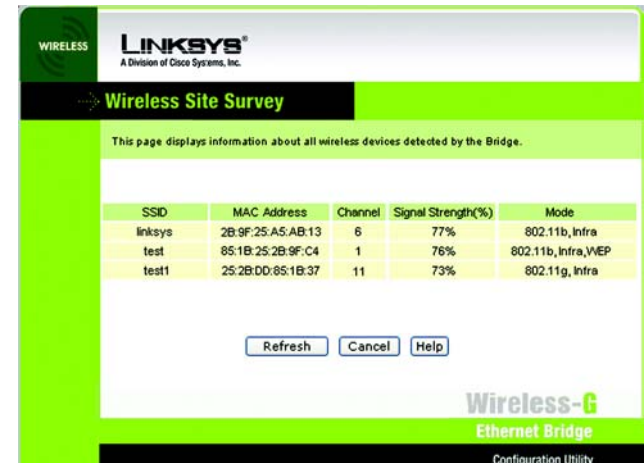 WIRELESS
LINKSYS®
A Division of Cisco Systems, Inc.
Wireless Site Survey
This page displays information about all wireless devices detected by the Bridge.
SSID MAC Address Channel Signal Strength(%) Mode
linksys 2B:9F:25:A5:AB:13 6 77% 802.11b, Infra
test 85:1B:25:2B:9F:C4 1 76% 802.11b, Infra, WEP
test1 25:2B:DD:85:1B:37 11 73% 802.11g, Infra
Refresh Cancel Help
Wireless-G
Ethernet Bridge
Configuration Utility